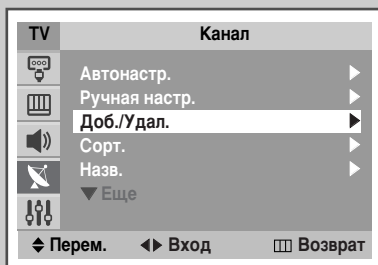 TV Канал
Автонастр.
Ручная настр.
Доб./Удал.
Сорт.
Назв.
Еще
Перем. Вход Возврат